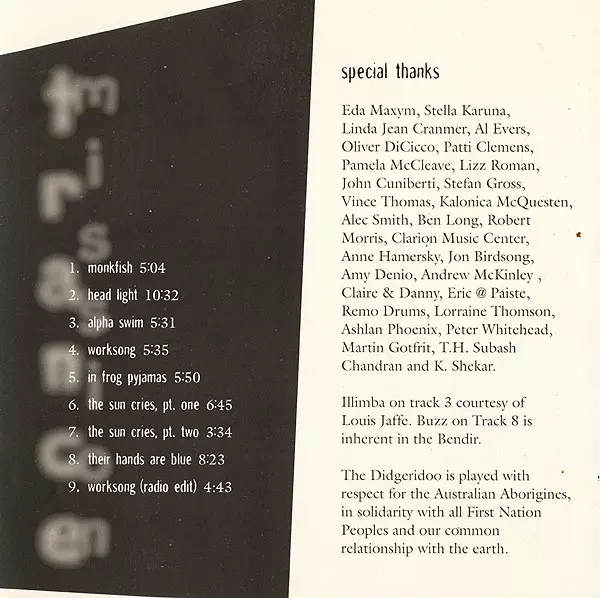 trance
mission
1. monkfish 5:04
2. head light 10:32
3. alpha swim 5:31
4. worksong 5:35
5. in frog pyjamas 5:50
6. the sun cries, pt. one 6:45
7. the sun cries, pt. two 3:34
8. their hands are blue 8:23
9. worksong (radio edit) 4:43
special thanks
Eda Maxym, Stella Karuna,
Linda Jean Cranmer, Al Evers,
Oliver DiCicco, Patti Clemens,
Pamela McCleave, Lizz Roman,
John Cuniberti, Stefan Gross,
Vince Thomas, Kalonica McQuesten,
Alec Smith, Ben Long, Robert
Morris, Clarion Music Center,
Anne Hamersky, Jon Birdsong,
Amy Denio, Andrew McKinley ,
Claire & Danny, Eric @ Paiste,
Remo Drums, Lorraine Thomson,
Ashlan Phoenix, Peter Whitehead,
Martin Gotfrit, T.H. Subash
Chandran and K. Shekar.
Illimba on track 3 courtesy of
Louis Jaffe. Buzz on Track 8 is
inherent in the Bendir.
The Didgeridoo is played with
respect for the Australian Aborigines,
in solidarity with all First Nation
Peoples and our common
relationship with the earth.